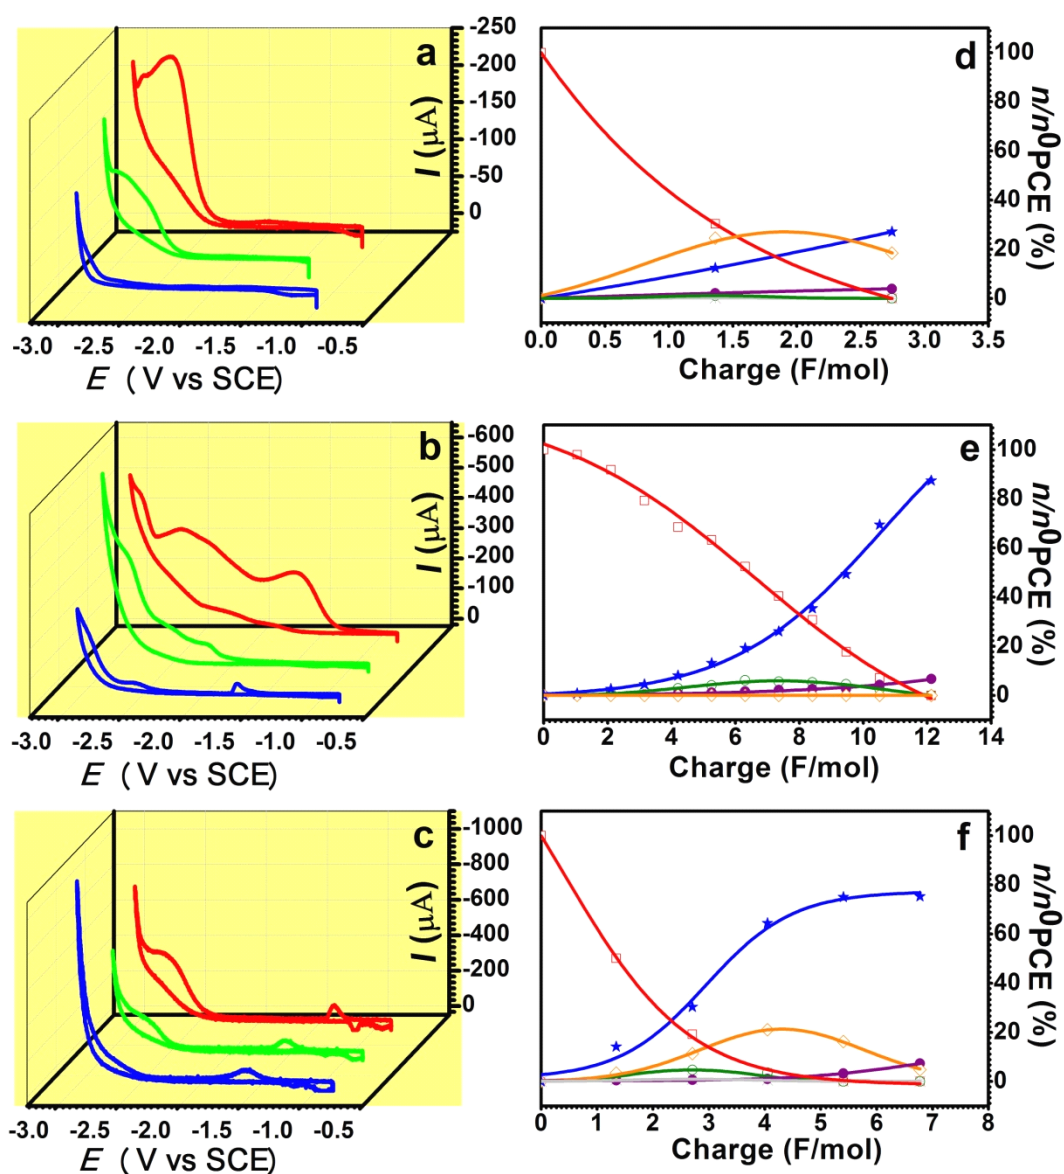 a
-250
-200
-150
-100
-50
0
I (μA)
-3.0 -2.5 -2.0 -1.5 -1.0 -0.5
E ( V vs SCE)
d
100
80
60
40
20
0
n/n⁰PCE (%)
0.0 0.5 1.0 1.5 2.0 2.5 3.0 3.5
Charge (F/mol)
b
-600
-500
-400
-300
-200
-100
0
I (μA)
-3.0 -2.5 -2.0 -1.5 -1.0 -0.5
E ( V vs SCE)
e
100
80
60
40
20
0
n/n⁰PCE (%)
0 2 4 6 8 10 12 14
Charge (F/mol)
c
-1000
-800
-600
-400
-200
0
I (μA)
-3.0 -2.5 -2.0 -1.5 -1.0 -0.5
E ( V vs SCE)
f
100
80
60
40
20
0
n/n⁰PCE (%)
0 1 2 3 4 5 6 7 8
Charge (F/mol)